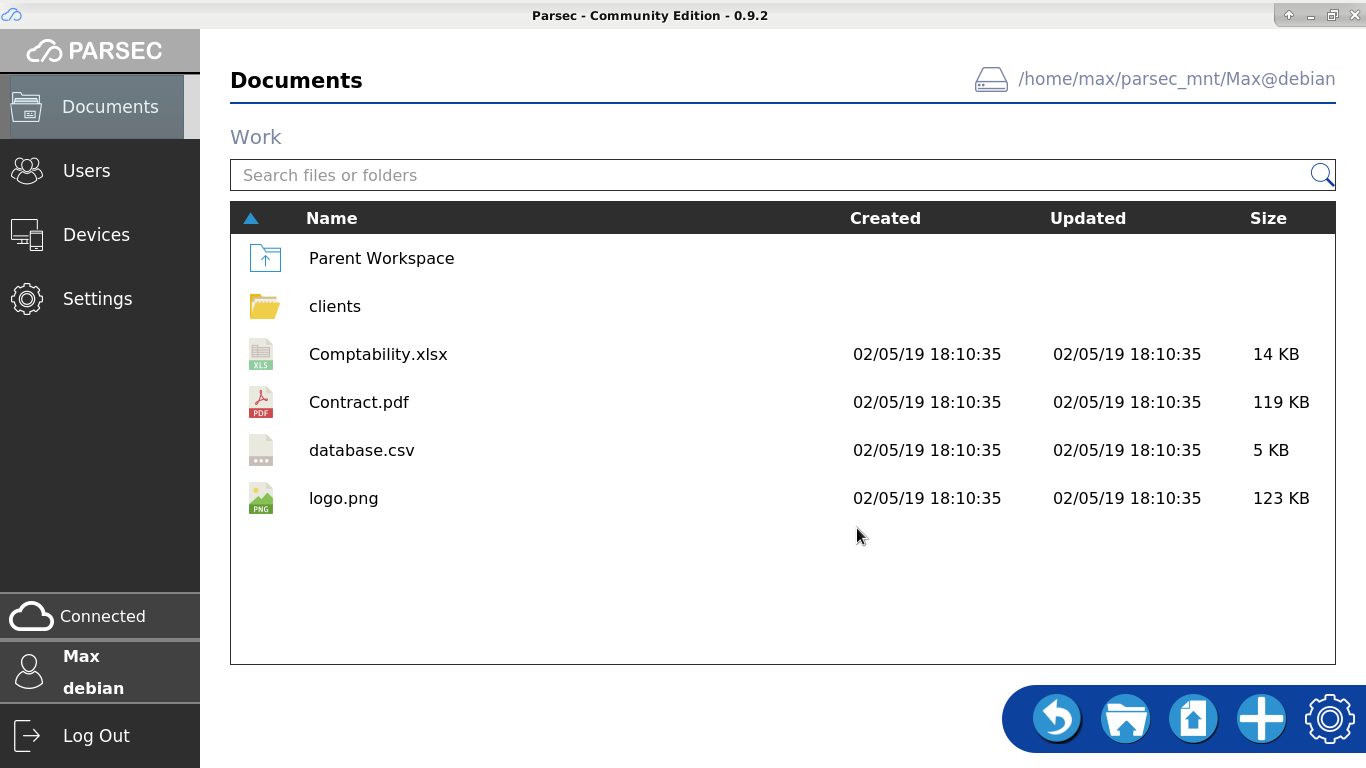 Parsec - Community Edition - 0.9.2
PARSEC
Documents
Users
Devices
Settings
Connected
Max
debian
Log Out
Documents
/home/max/parsec_mnt/Max@debian
Work
Search files or folders
Name Created Updated Size
Parent Workspace
clients
XLS Comptability.xlsx 02/05/19 18:10:35 02/05/19 18:10:35 14 KB
PDF Contract.pdf 02/05/19 18:10:35 02/05/19 18:10:35 119 KB
database.csv 02/05/19 18:10:35 02/05/19 18:10:35 5 KB
PNG logo.png 02/05/19 18:10:35 02/05/19 18:10:35 123 KB